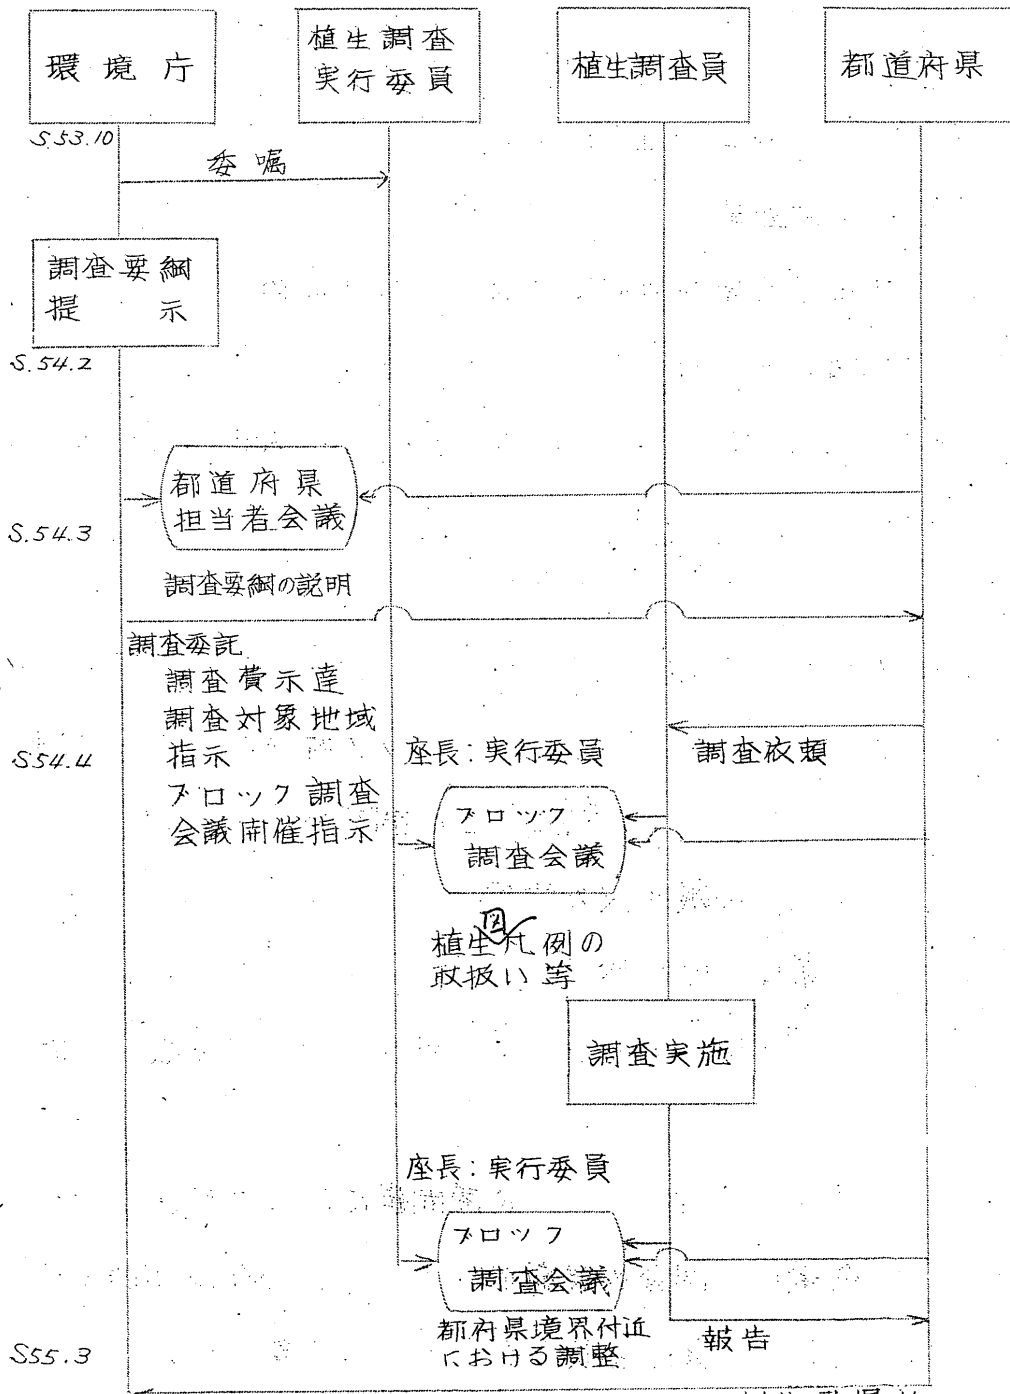 環境庁
植生調査
実行委員
植生調査員
都道府県
S.53.10
委嘱
調査要綱
提示
S.54.2
都道府県
担当者会議
S.54.3
調査要綱の説明
調査委託
調査費示達
調査対象地域
指示
ブロック調査
会議開催指示
S54.4
調査依頼
座長:実行委員
ブロック
調査会議
植生図凡例の
取扱い等
調査実施
座長:実行委員
ブロック
調査会議
都府県境界付近
における調整
報告
S55.3